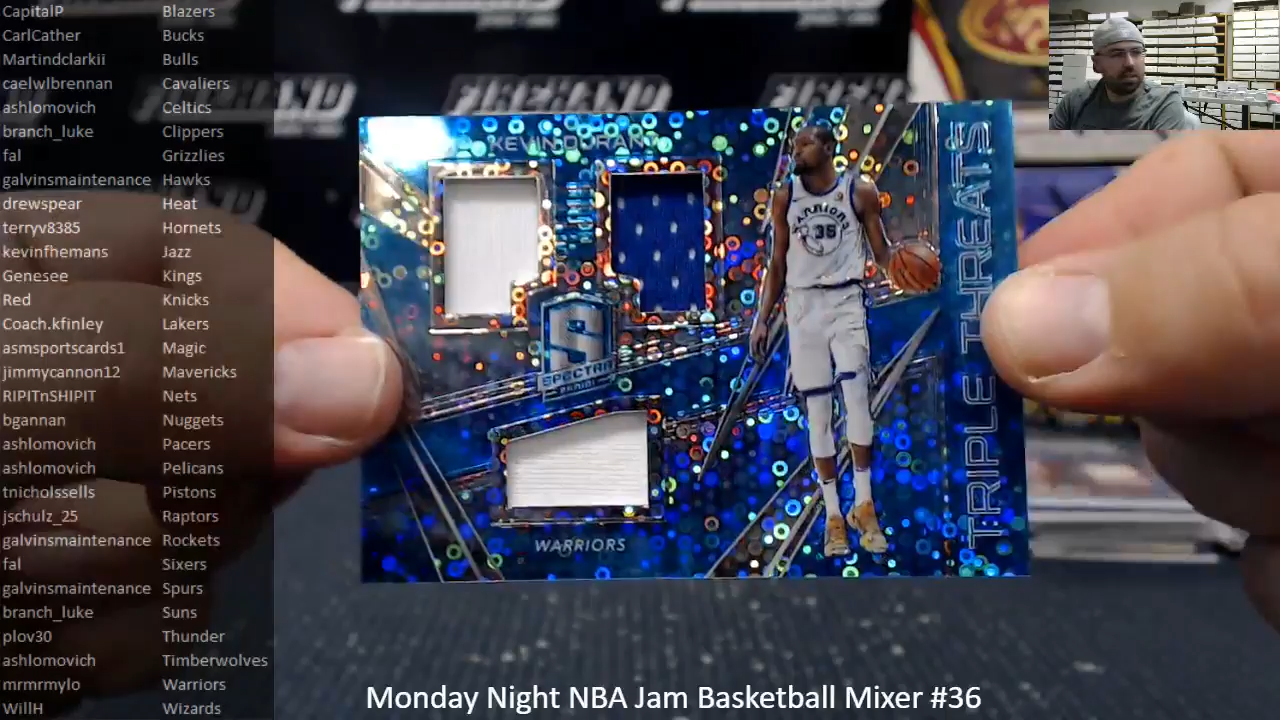 CapitalP Blazers
CarlCather Bucks
Martindclarkii Bulls
caelwlbrennan Cavaliers
ashlomovich Celtics
branch_luke Clippers
fal Grizzlies
galvinsmaintenance Hawks
drewspear Heat
terryv8385 Hornets
kevinfhemans Jazz
Genesee Kings
Red Knicks
Coach.kfinley Lakers
asmsportscards1 Magic
jimmycannon12 Mavericks
RIPITnSHIPIT Nets
bgannan Nuggets
ashlomovich Pacers
ashlomovich Pelicans
tnicholssells Pistons
jschulz_25 Raptors
galvinsmaintenance Rockets
fal Sixers
galvinsmaintenance Spurs
branch_luke Suns
plov30 Thunder
ashlomovich Timberwolves
mrmrmylo Warriors
WillH Wizards
FIREHAND
KEVIN DURANT
WARRIORS
35
S
SPECTRA
PANINI
WARRIORS
TRIPLE THREATS
Monday Night NBA Jam Basketball Mixer #36